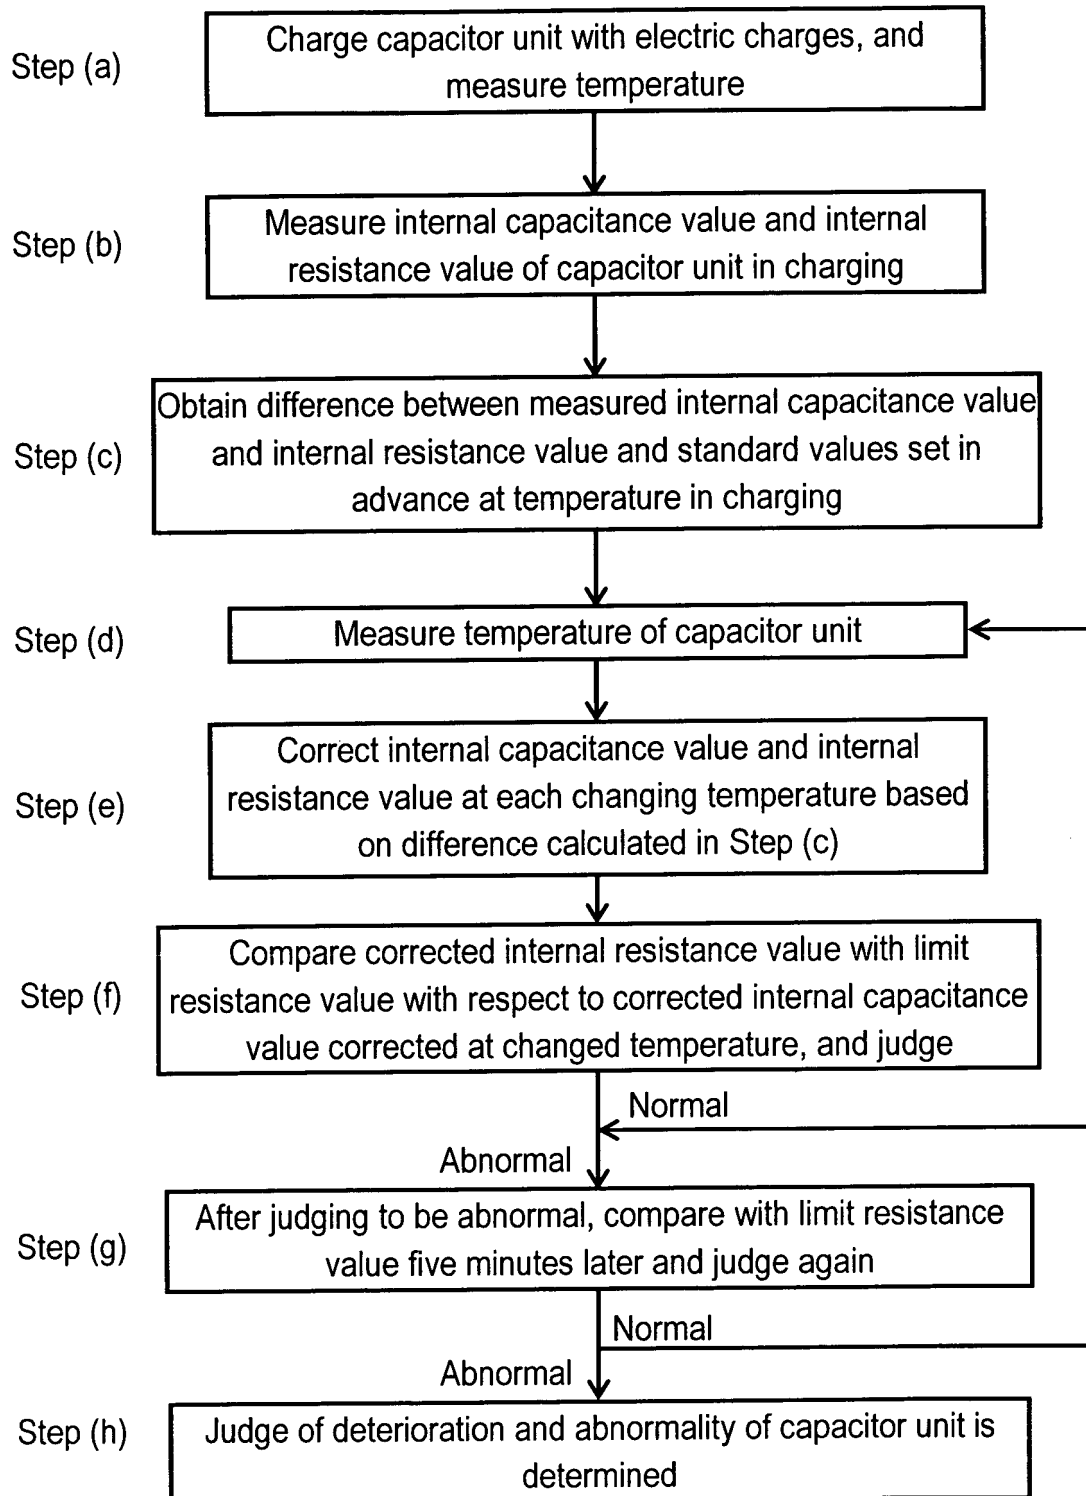 Step (a)
Charge capacitor unit with electric charges, and
measure temperature
Step (b)
Measure internal capacitance value and internal
resistance value of capacitor unit in charging
Step (c)
Obtain difference between measured internal capacitance value
and internal resistance value and standard values set in
advance at temperature in charging
Step (d)
Measure temperature of capacitor unit
Step (e)
Correct internal capacitance value and internal
resistance value at each changing temperature based
on difference calculated in Step (c)
Step (f)
Compare corrected internal resistance value with limit
resistance value with respect to corrected internal capacitance
value corrected at changed temperature, and judge
Normal
Abnormal
Step (g)
After judging to be abnormal, compare with limit resistance
value five minutes later and judge again
Normal
Abnormal
Step (h)
Judge of deterioration and abnormality of capacitor unit is
determined